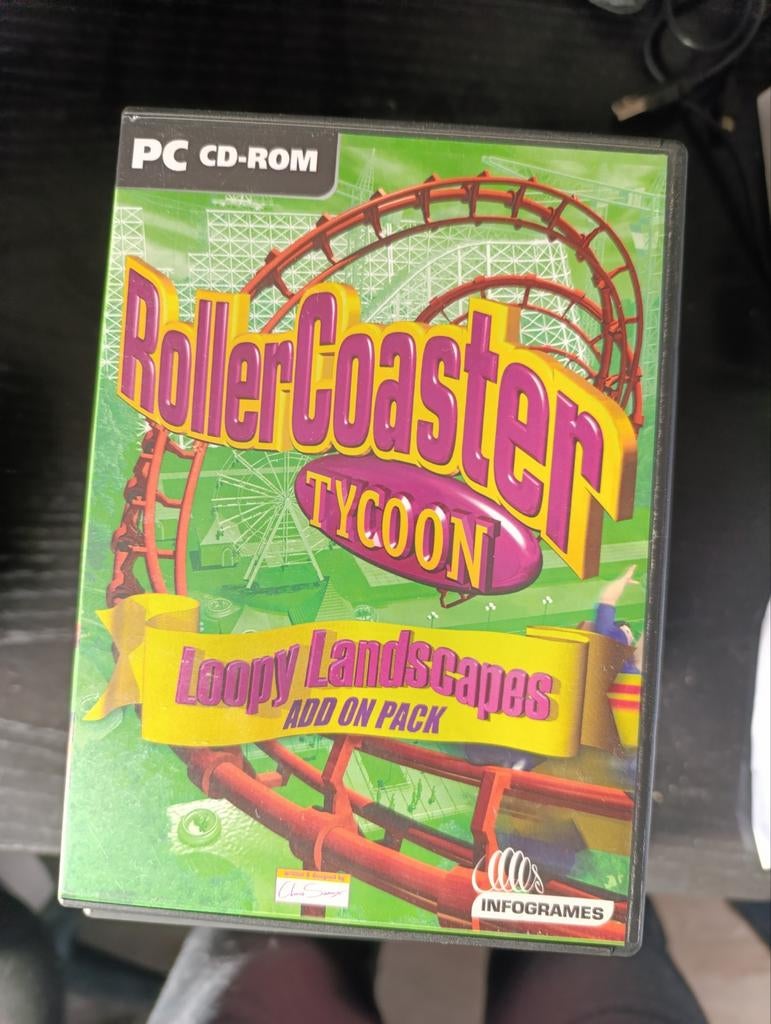 PC CD-ROM
RollerCoaster
TYCOON
Loopy Landscapes
ADD ON PACK
INFOGRAMES